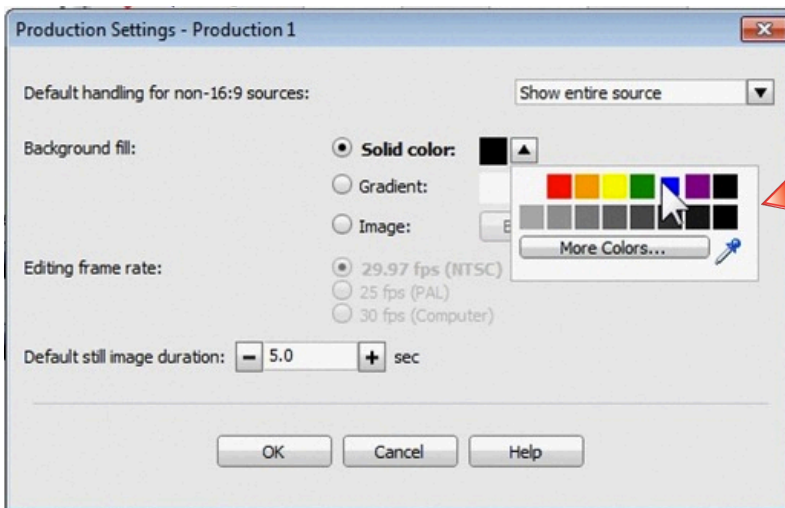 Production Settings - Production 1
Default handling for non-16:9 sources: Show entire source
Background fill: Solid color:
Gradient:
Image:
More Colors...
Editing frame rate: 29.97 fps (NTSC)
25 fps (PAL)
30 fps (Computer)
Default still image duration: 5.0 sec
OK Cancel Help